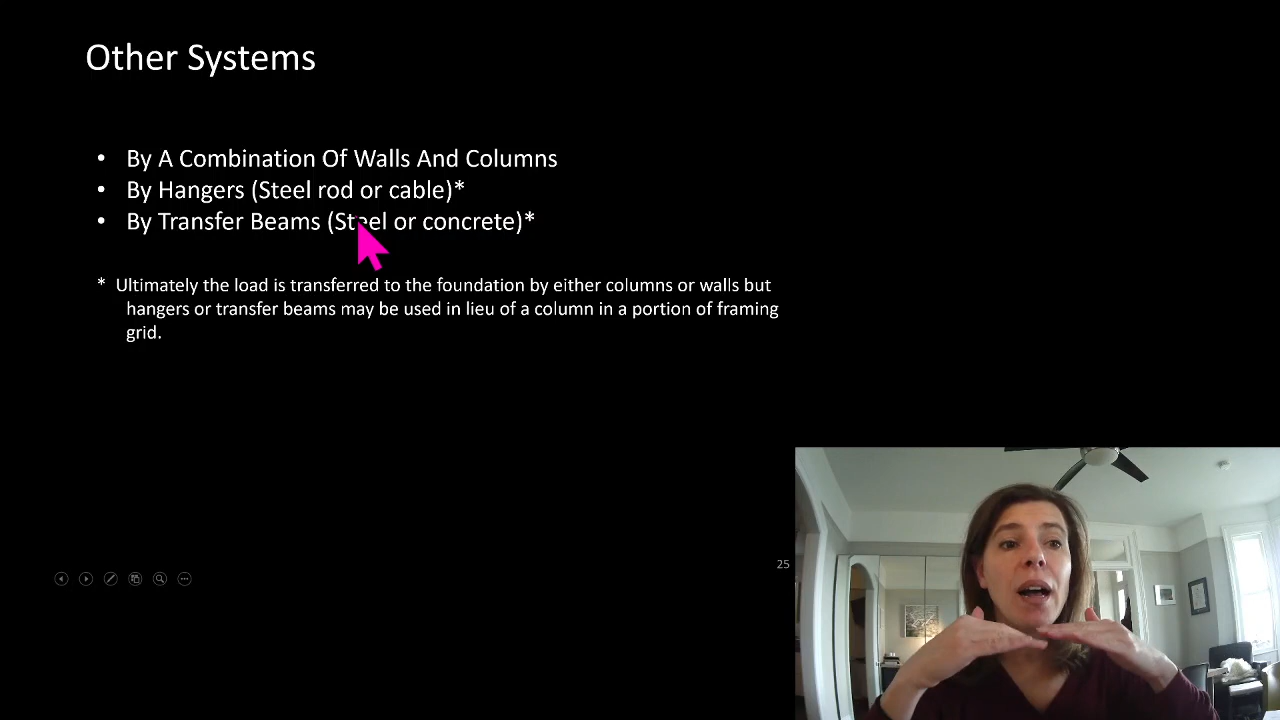 Other Systems
• By A Combination Of Walls And Columns
• By Hangers (Steel rod or cable)*
• By Transfer Beams (Steel or concrete)*
* Ultimately the load is transferred to the foundation by either columns or walls but
hangers or transfer beams may be used in lieu of a column in a portion of framing
grid.
25